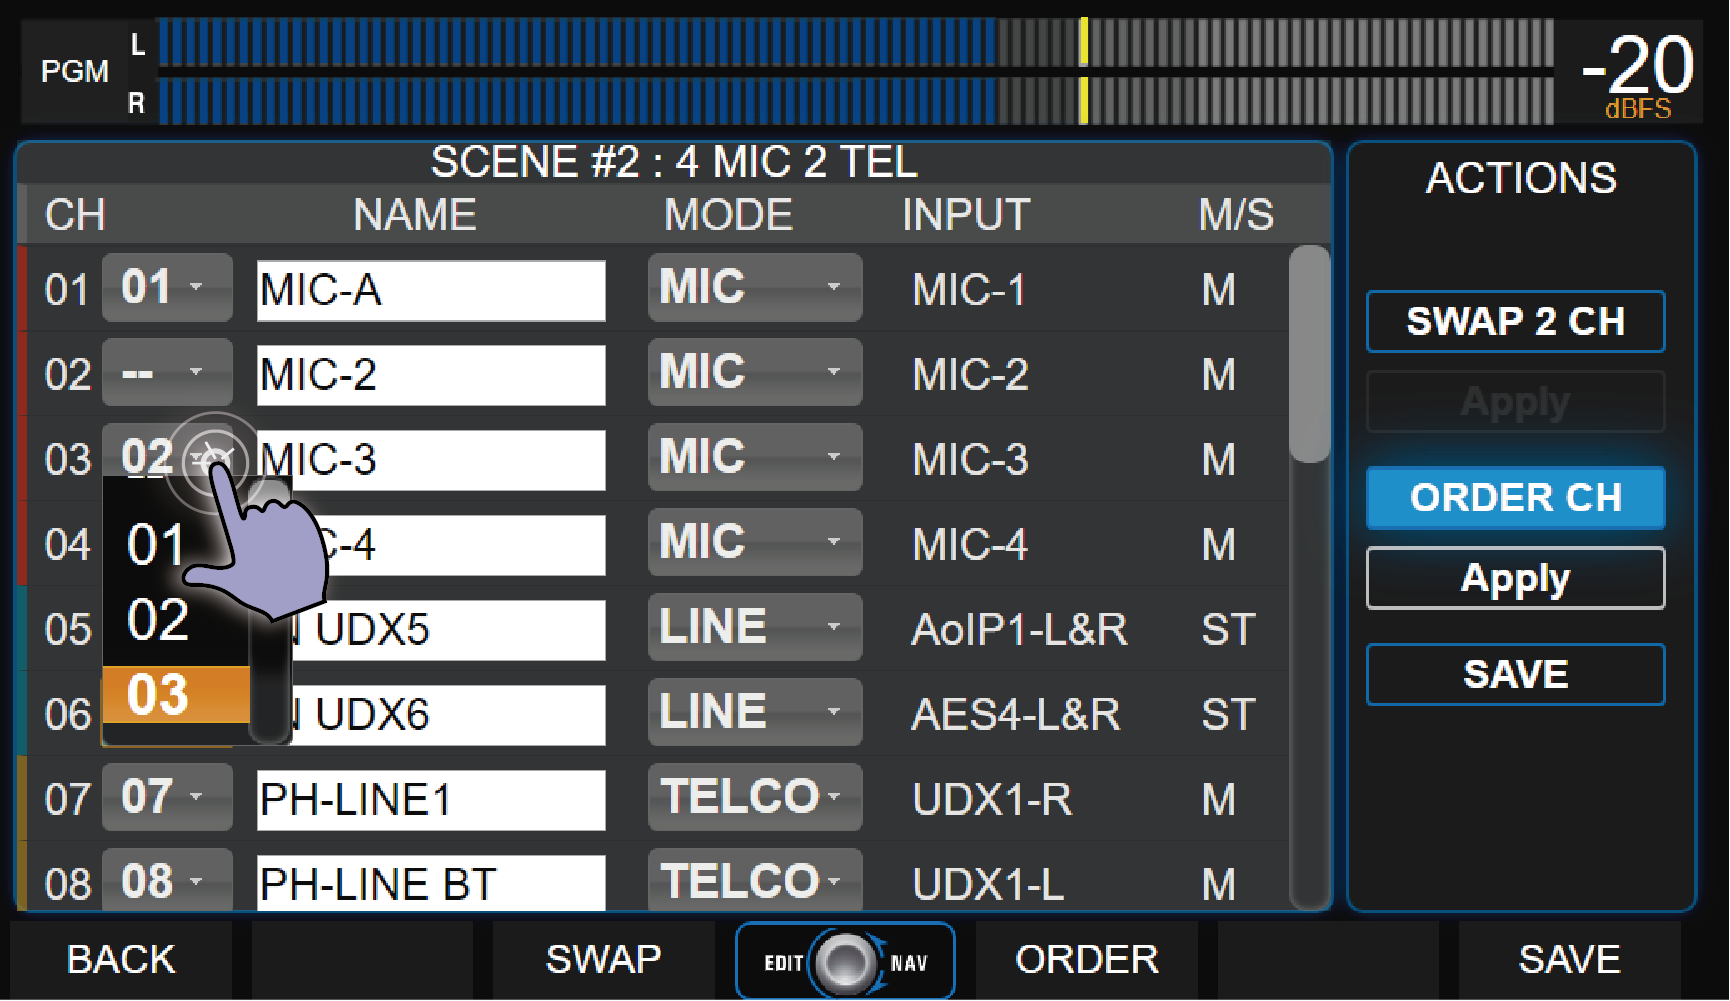 PGM L R -20 dBFS
SCENE #2 : 4 MIC 2 TEL
CH NAME MODE INPUT M/S
01 01 MIC-A MIC MIC-1 M
02 -- MIC-2 MIC MIC-2 M
03 02 MIC-3 MIC MIC-3 M
04 C-4 MIC MIC-4 M
05 UDX5 LINE AoIP1-L&R ST
06 UDX6 LINE AES4-L&R ST
07 07 PH-LINE1 TELCO UDX1-R M
08 08 PH-LINE BT TELCO UDX1-L M
01
02
03
ACTIONS
SWAP 2 CH
Apply
ORDER CH
Apply
SAVE
BACK SWAP EDIT NAV ORDER SAVE